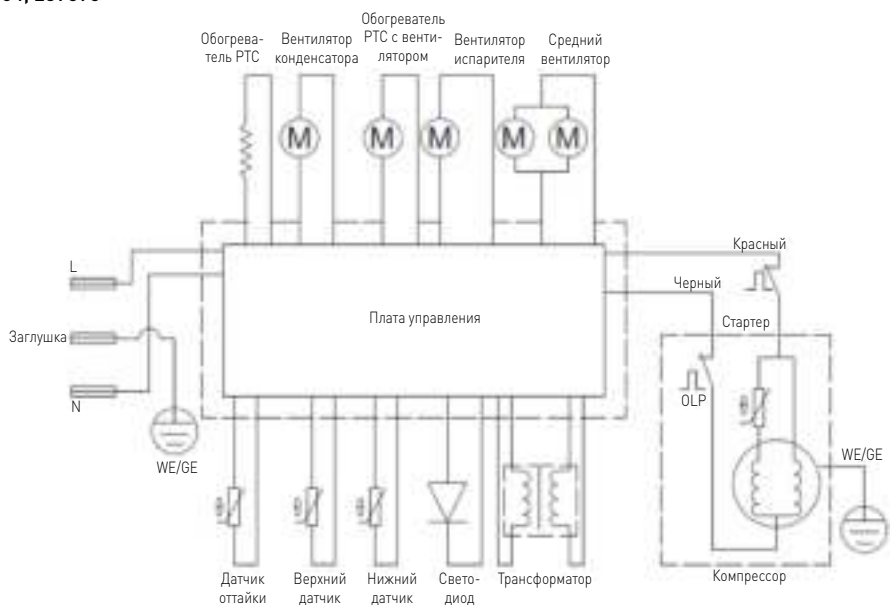 Обогрева-
тель PTC
Вентилятор
конденсатора
Обогреватель
PTC с венти-
лятором
Вентилятор
испарителя
Средний
вентилятор
M
M
M
M
M
L
Заглушка
N
WE/GE
Плата управления
Красный
Черный
Стартер
OLP
WE/GE
Компрессор
Датчик
оттайки
Верхний
датчик
Нижний
датчик
Свето-
диод
Трансформатор